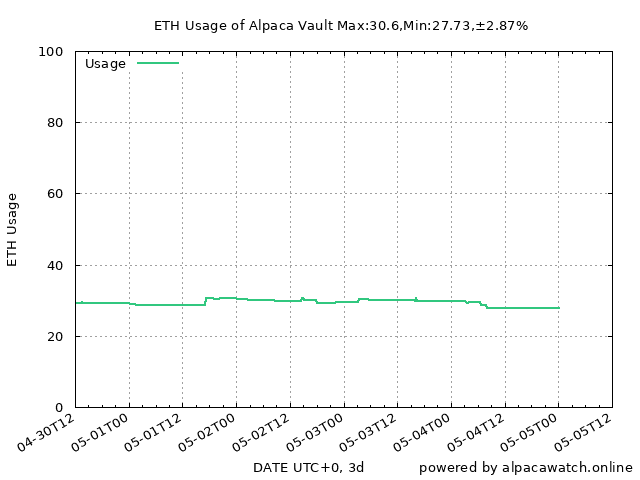 ETH Usage of Alpaca Vault Max:30.6,Min:27.73,±2.87%
Usage
100
80
60
40
20
0
ETH Usage
04-30T12
05-01T00
05-01T12
05-02T00
05-02T12
05-03T00
05-03T12
05-04T00
05-04T12
05-05T00
05-05T12
DATE UTC+0, 3d
powered by alpacawatch.online